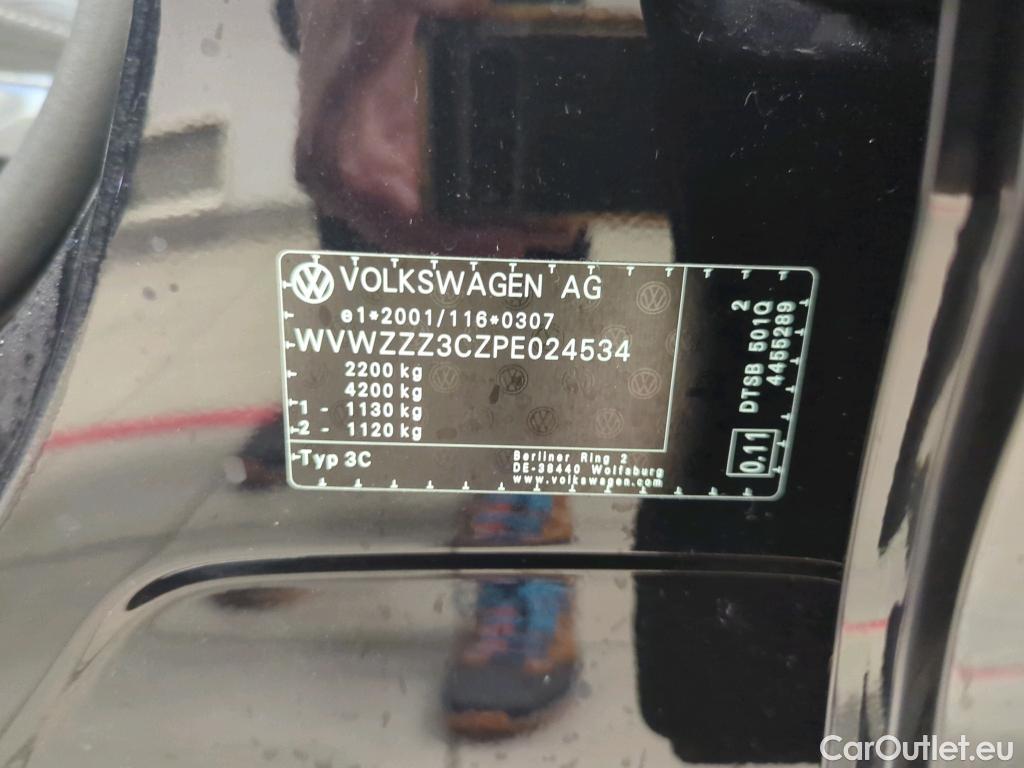 VOLKSWAGEN AG
e1*2001/116*0307
WVWZZZ3CZPE024534
2200 kg
4200 kg
1 - 1130 kg
2 - 1120 kg
Typ 3C
Berliner Ring 2
DE-38440 Wolfsburg
www.volkswagen.com
2
DTSB 501Q
4455289
0.11
CarOutlet.eu